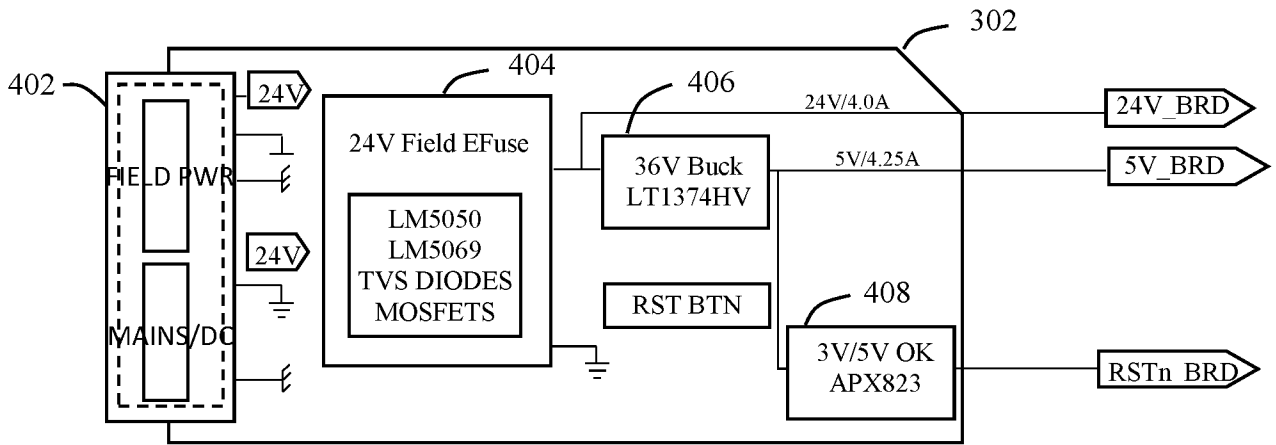 302
402
404
24V
406
24V/4.0A
24V_BRD
24V Field EFuse
36V Buck
LT1374HV
5V/4.25A
5V_BRD
FIELD PWR
LM5050
LM5069
TVS DIODES
MOSFETS
24V
RST BTN
408
MAINS/DC
3V/5V OK
APX823
RSTn_BRD